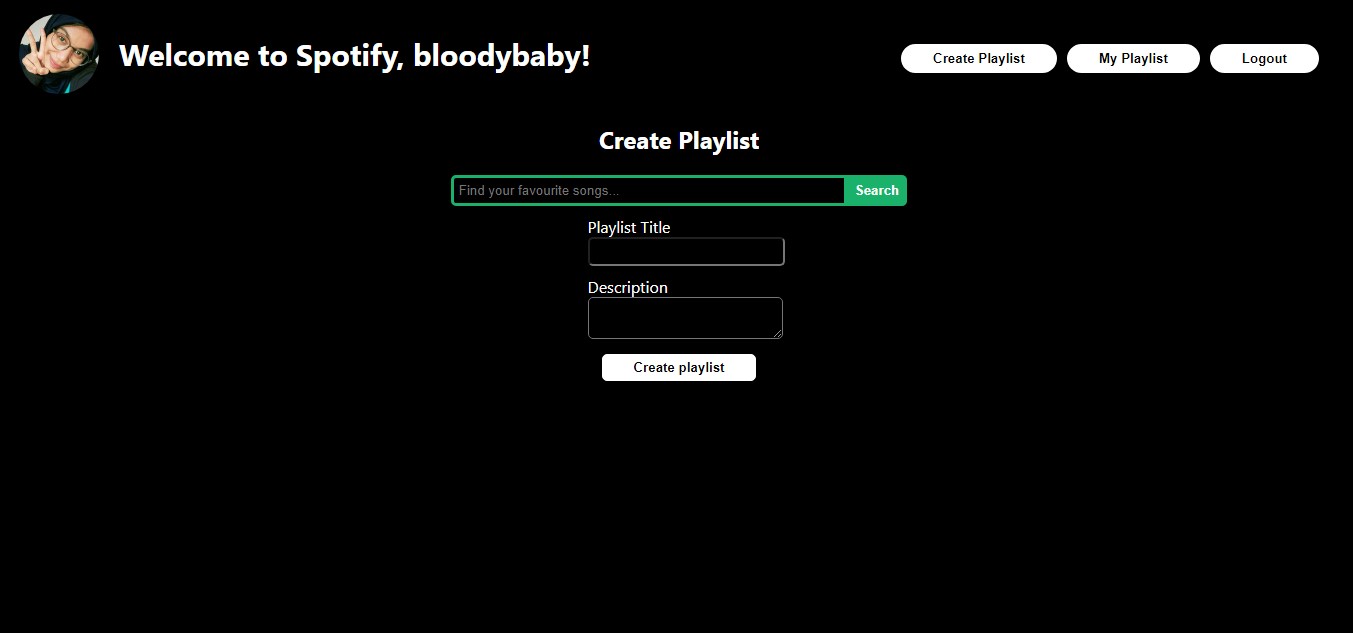 Welcome to Spotify, bloodybaby!
Create Playlist
My Playlist
Logout
Create Playlist
Find your favourite songs...
Search
Playlist Title
Description
Create playlist